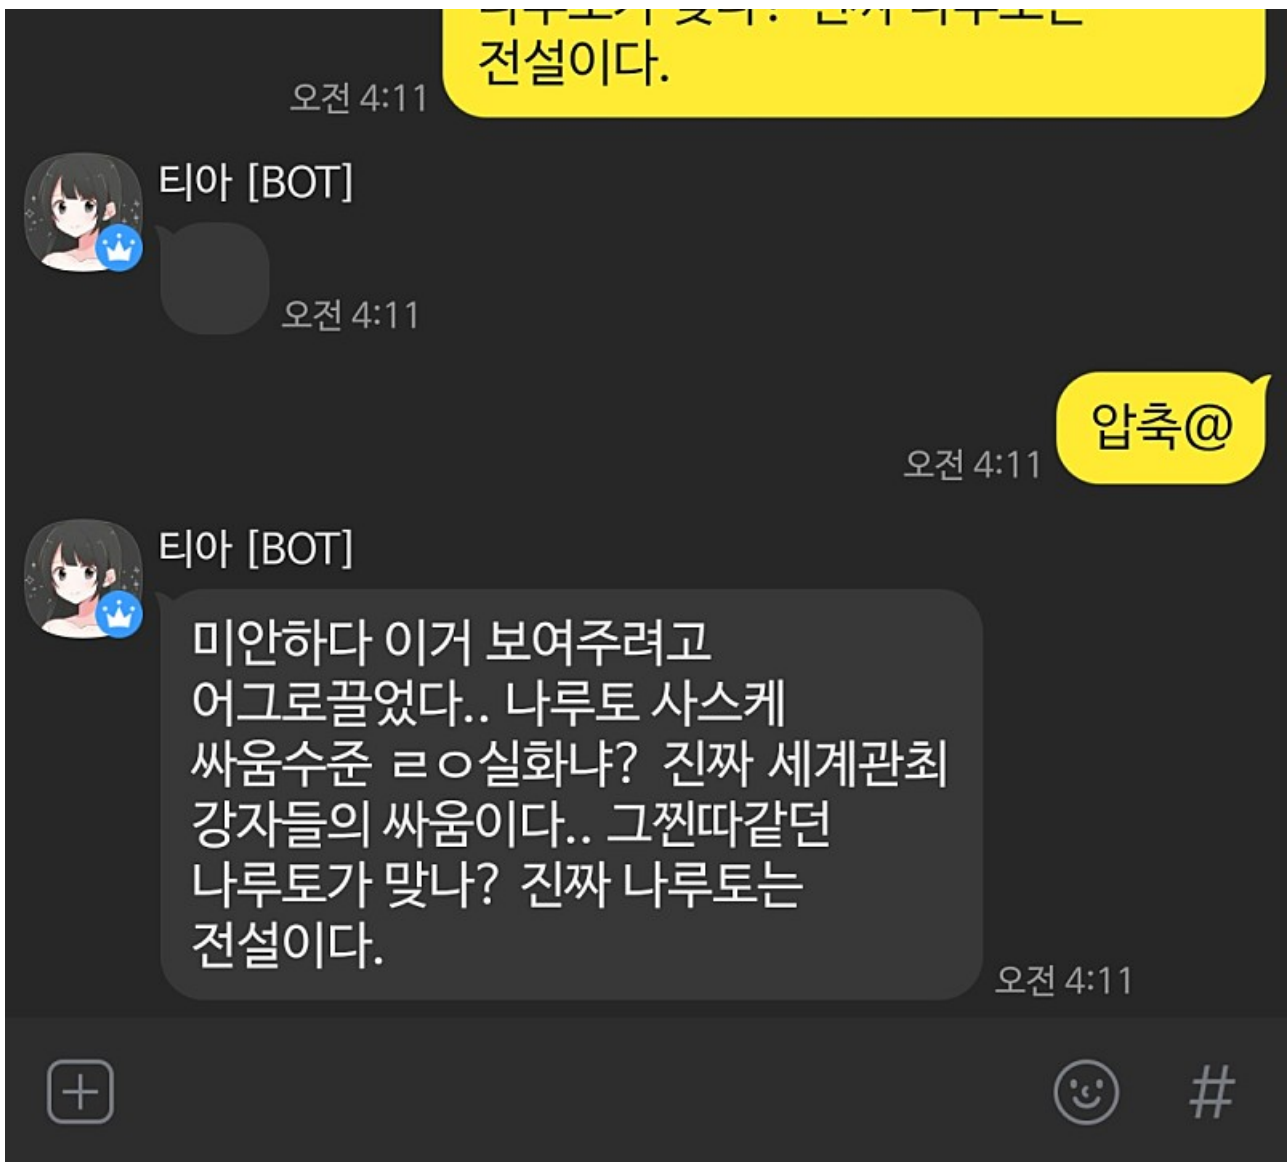 전설이다.
오전 4:11
티아 [BOT]
오전 4:11
압축@
오전 4:11
티아 [BOT]
미안하다 이거 보여주려고
어그로끌었다.. 나루토 사스케
싸움수준 ㄹㅇ실화냐? 진짜 세계관최
강자들의 싸움이다.. 그찐따같던
나루토가 맞나? 진짜 나루토는
전설이다.
오전 4:11
#